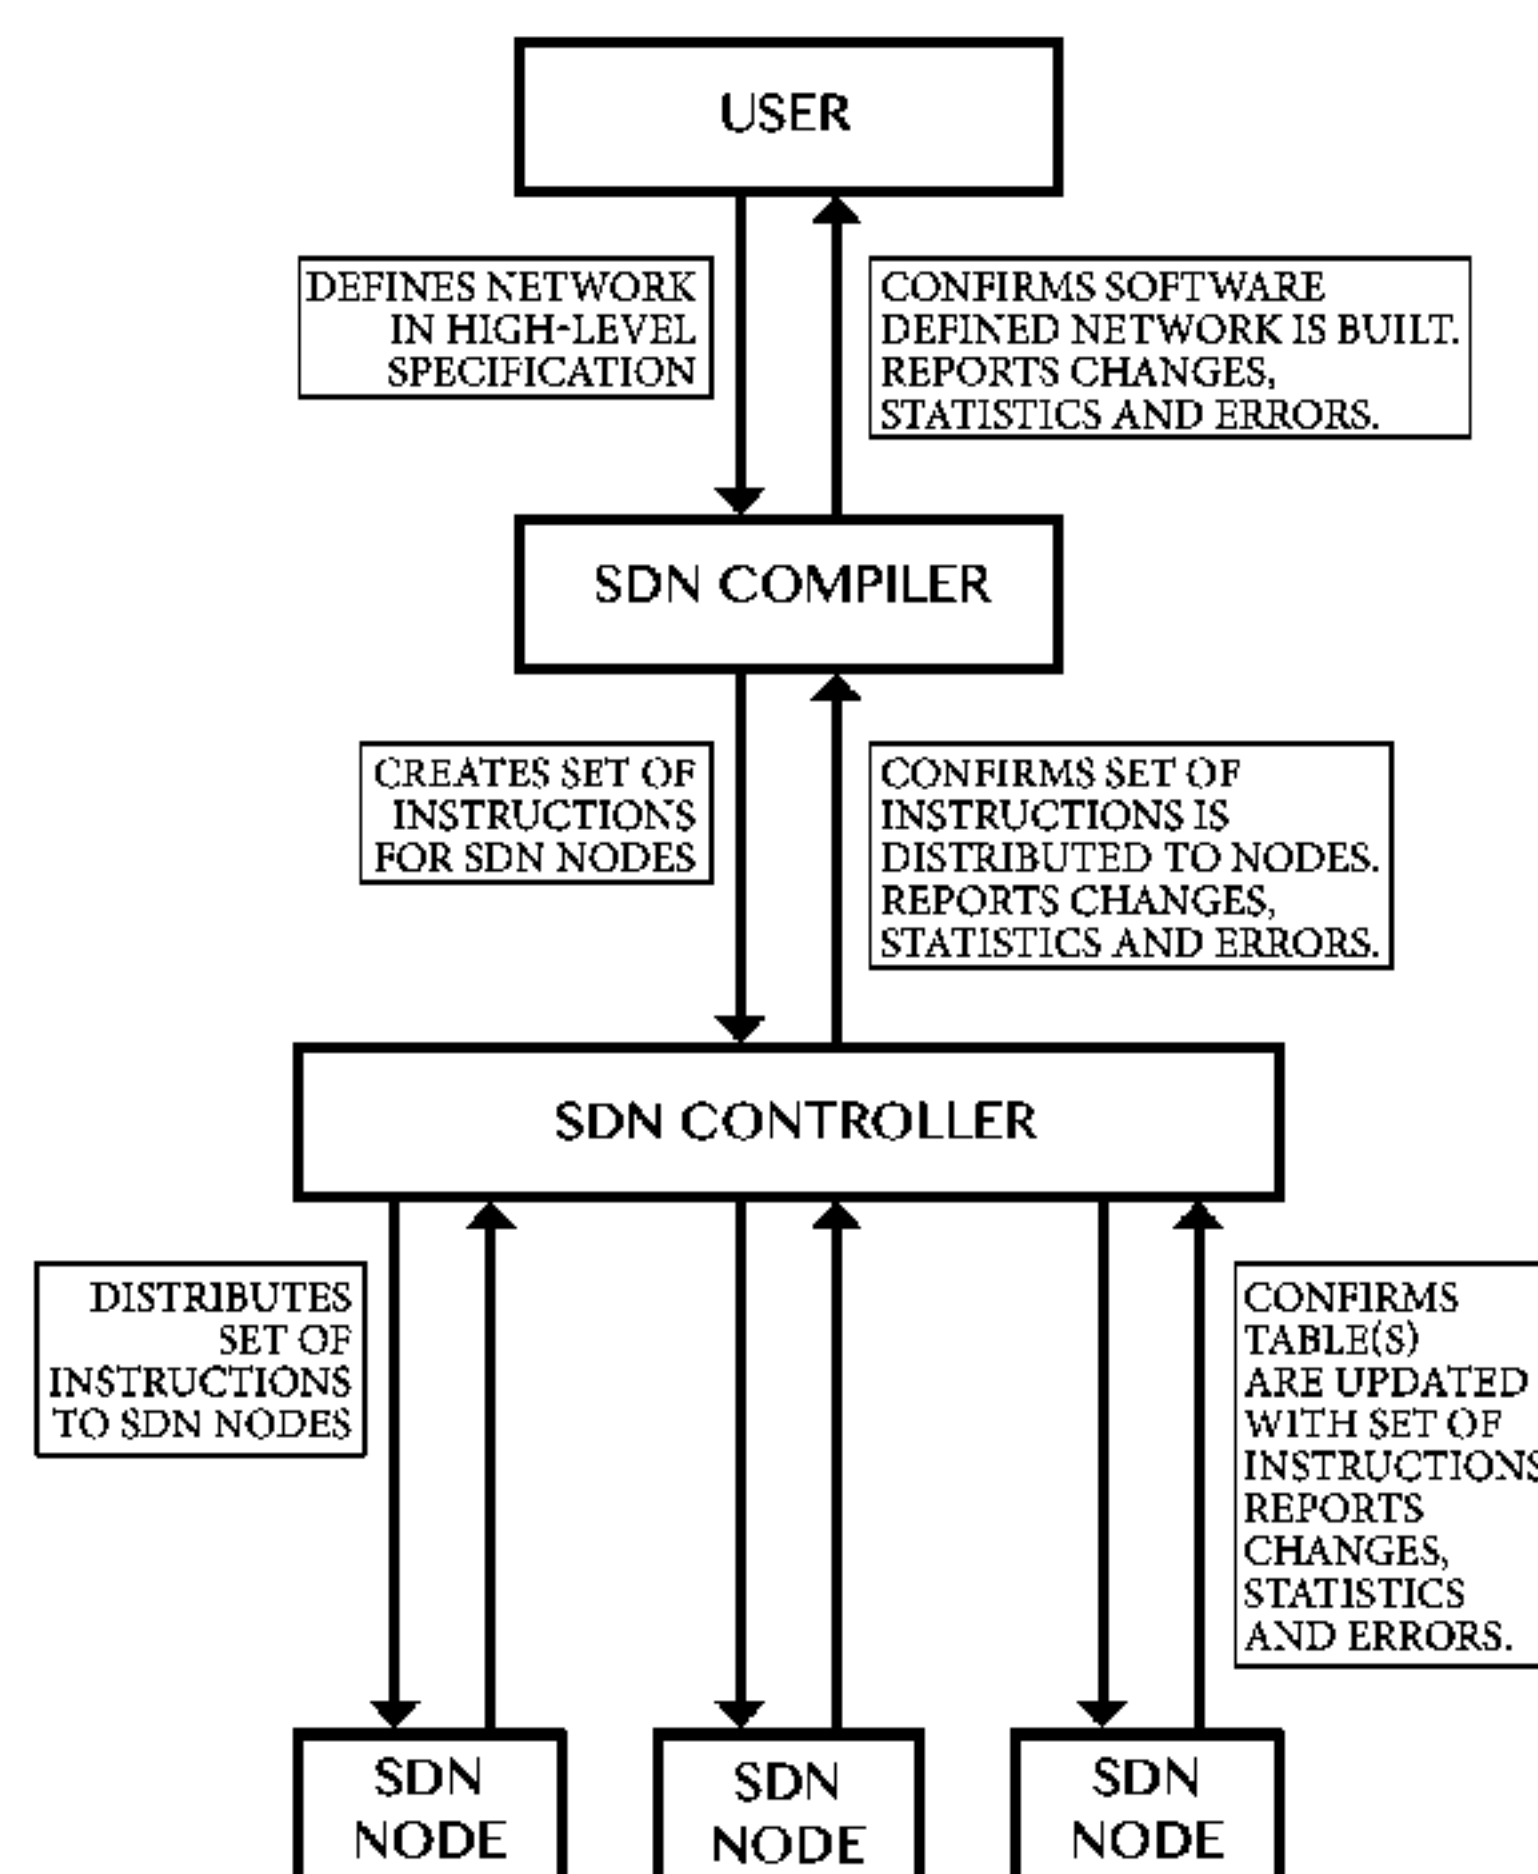 USER
DEFINES NETWORK
IN HIGH-LEVEL
SPECIFICATION
CONFIRMS SOFTWARE
DEFINED NETWORK IS BUILT.
REPORTS CHANGES,
STATISTICS AND ERRORS.
SDN COMPILER
CREATES SET OF
INSTRUCTIONS
FOR SDN NODES
CONFIRMS SET OF
INSTRUCTIONS IS
DISTRIBUTED TO NODES.
REPORTS CHANGES,
STATISTICS AND ERRORS.
SDN CONTROLLER
DISTRIBUTES
SET OF
INSTRUCTIONS
TO SDN NODES
CONFIRMS
TABLE(S)
ARE UPDATED
WITH SET OF
INSTRUCTIONS
REPORTS
CHANGES,
STATISTICS
AND ERRORS.
SDN
NODE
SDN
NODE
SDN
NODE